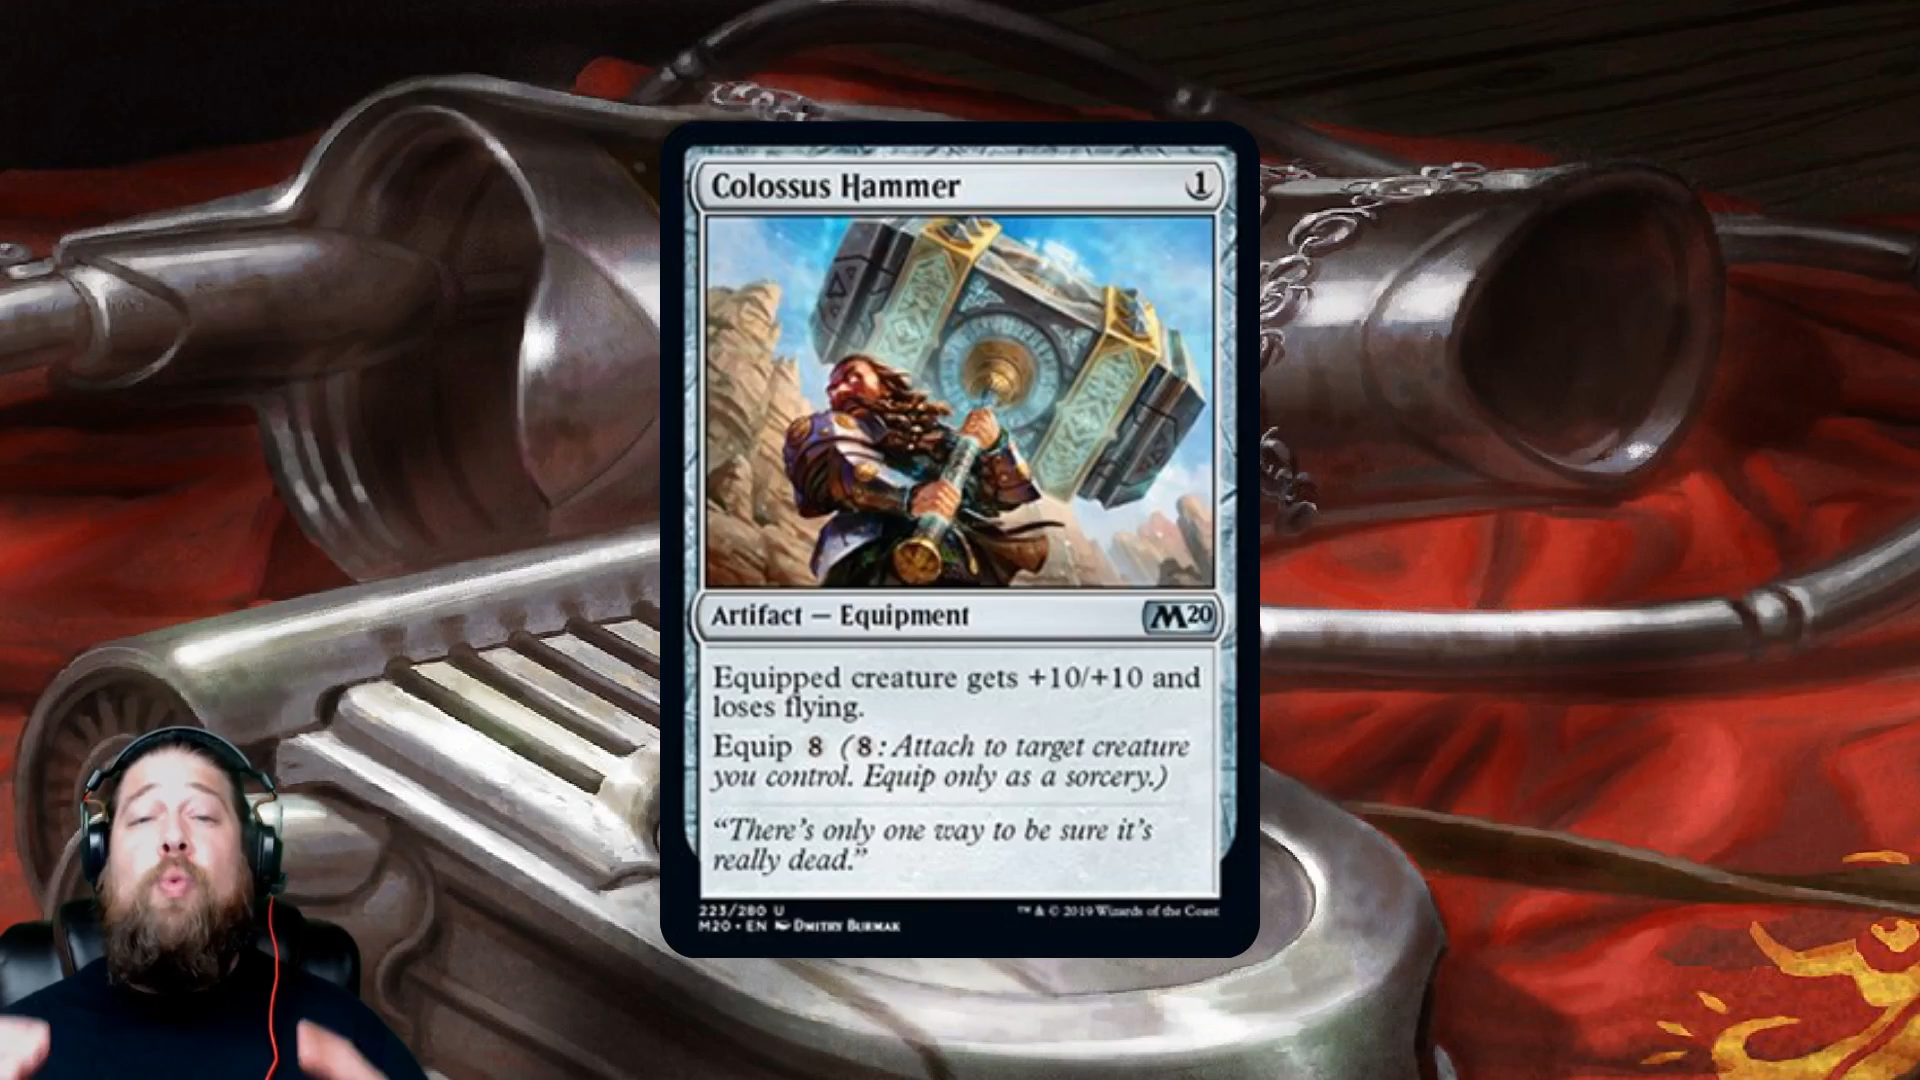 Colossus Hammer 1
Artifact — Equipment M20
Equipped creature gets +10/+10 and
loses flying.
Equip 8 (8: Attach to target creature
you control. Equip only as a sorcery.)
“There’s only one way to be sure it’s
really dead.”
223/280 U ™ & © 2019 Wizards of the Coast
M20 • EN Dmitry Burmak